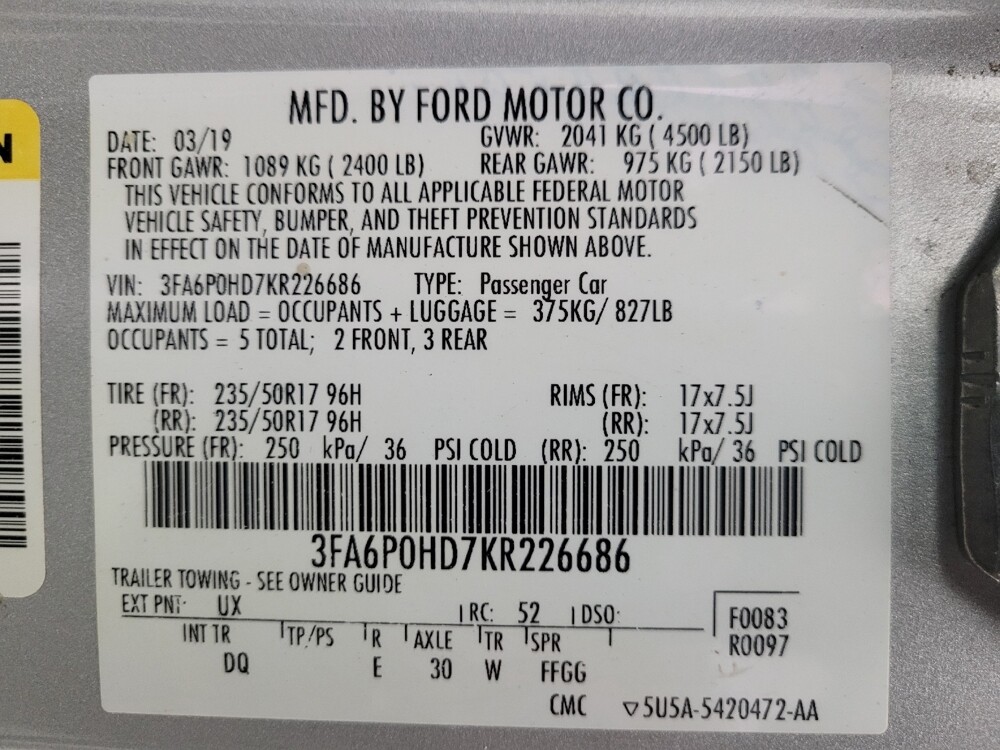 N
MFD. BY FORD MOTOR CO.
DATE: 03/19 GVWR: 2041 KG ( 4500 LB)
FRONT GAWR: 1089 KG ( 2400 LB) REAR GAWR: 975 KG ( 2150 LB)
THIS VEHICLE CONFORMS TO ALL APPLICABLE FEDERAL MOTOR
VEHICLE SAFETY, BUMPER, AND THEFT PREVENTION STANDARDS
IN EFFECT ON THE DATE OF MANUFACTURE SHOWN ABOVE.
VIN: 3FA6P0HD7KR226686 TYPE: Passenger Car
MAXIMUM LOAD = OCCUPANTS + LUGGAGE = 375KG/ 827LB
OCCUPANTS = 5 TOTAL; 2 FRONT, 3 REAR
TIRE (FR): 235/50R17 96H RIMS (FR): 17x7.5J
(RR): 235/50R17 96H (RR): 17x7.5J
PRESSURE (FR): 250 kPa/ 36 PSI COLD (RR): 250 kPa/ 36 PSI COLD
3FA6P0HD7KR226686
TRAILER TOWING - SEE OWNER GUIDE
EXT PNT: UX RC: 52 DSO: F0083
INT TR TP/PS R AXLE TR SPR R0097
DQ E 30 W FFGG
CMC ▽5U5A-5420472-AA